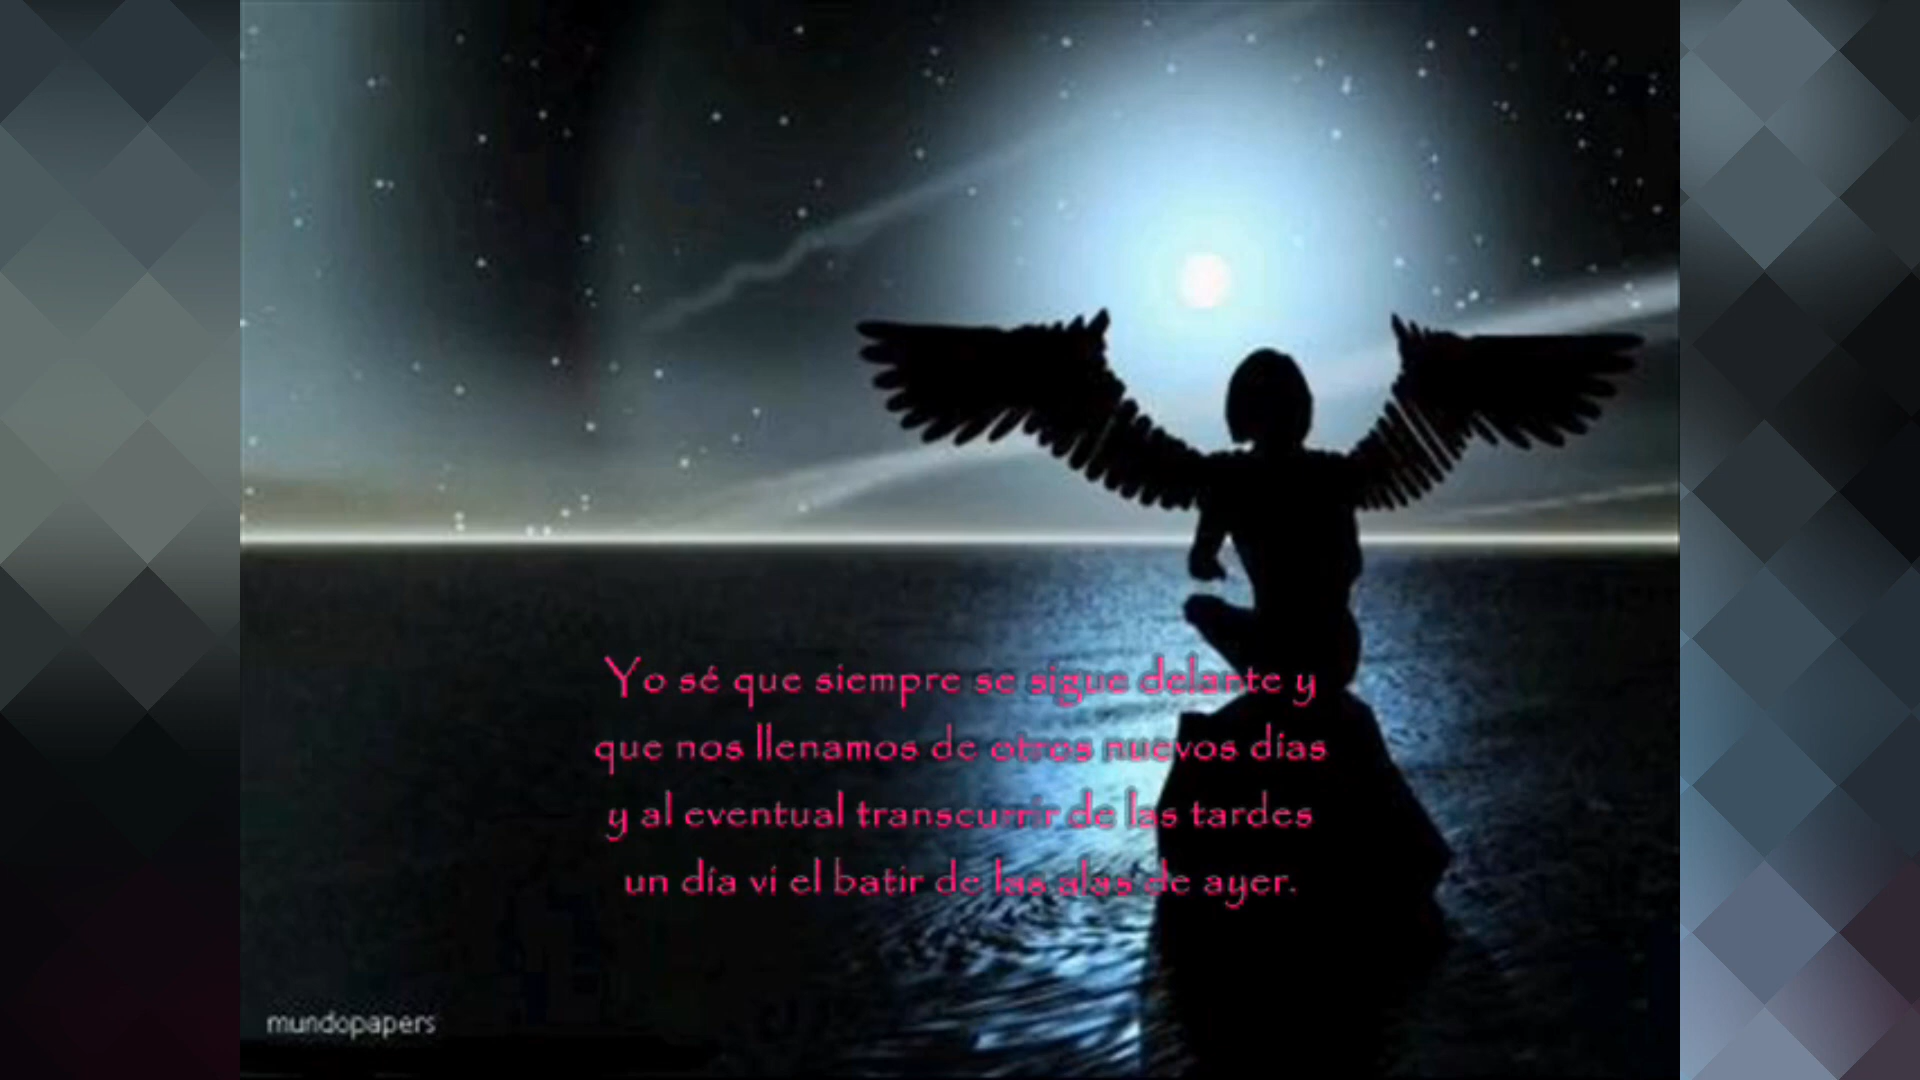 Yo sé que siempre se sigue delante y
que nos llenamos de otros nuevos días
y al eventual transcurrir de las tardes
un día ví el batir de las alas de ayer.
mundopapers